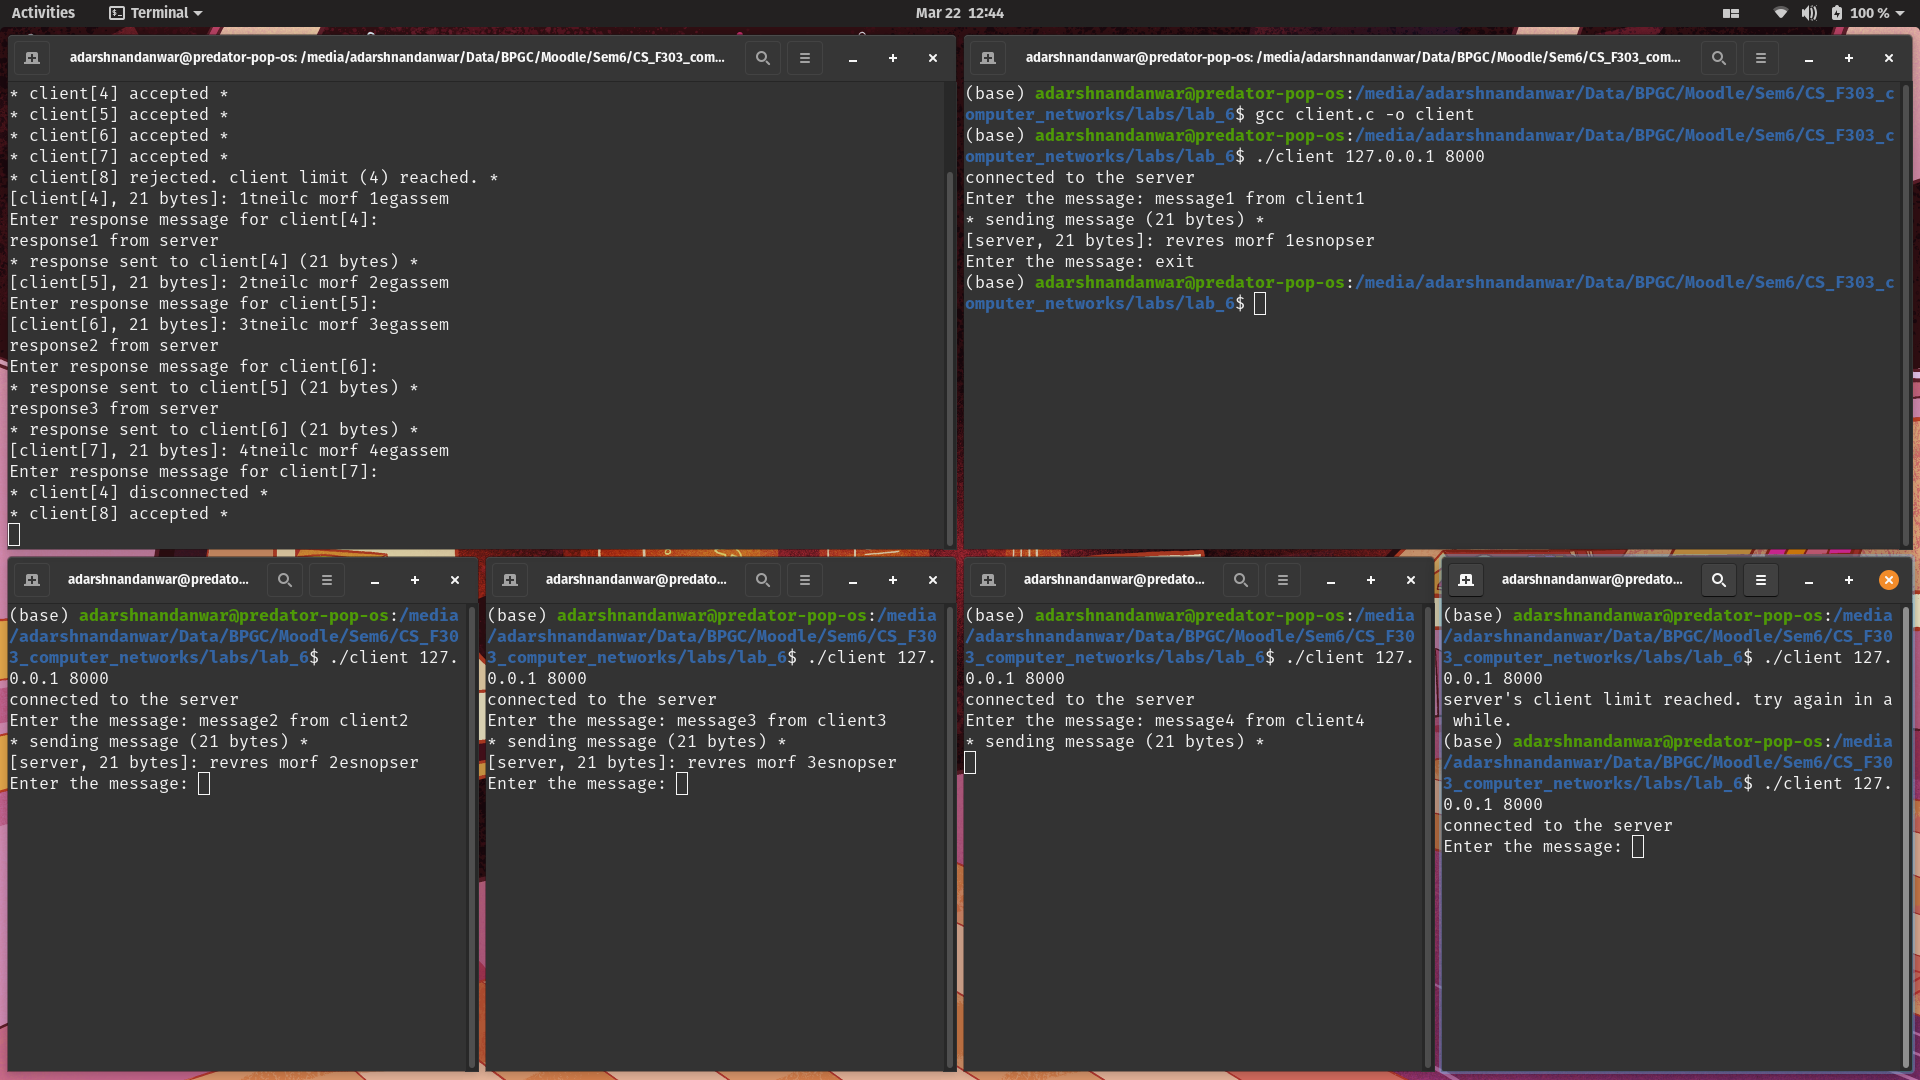 Activities Terminal Mar 22 12:44 100 %
adarshnandanwar@predator-pop-os: /media/adarshnandanwar/Data/BPGC/Moodle/Sem6/CS_F303_com...
* client[4] accepted *
* client[5] accepted *
* client[6] accepted *
* client[7] accepted *
* client[8] rejected. client limit (4) reached. *
[client[4], 21 bytes]: 1tneilc morf 1egassem
Enter response message for client[4]:
response1 from server
* response sent to client[4] (21 bytes) *
[client[5], 21 bytes]: 2tneilc morf 2egassem
Enter response message for client[5]:
[client[6], 21 bytes]: 3tneilc morf 3egassem
response2 from server
Enter response message for client[6]:
* response sent to client[5] (21 bytes) *
response3 from server
* response sent to client[6] (21 bytes) *
[client[7], 21 bytes]: 4tneilc morf 4egassem
Enter response message for client[7]:
* client[4] disconnected *
* client[8] accepted *
adarshnandanwar@predator-pop-os: /media/adarshnandanwar/Data/BPGC/Moodle/Sem6/CS_F303_com...
(base) adarshnandanwar@predator-pop-os:/media/adarshnandanwar/Data/BPGC/Moodle/Sem6/CS_F303_c
omputer_networks/labs/lab_6$ gcc client.c -o client
(base) adarshnandanwar@predator-pop-os:/media/adarshnandanwar/Data/BPGC/Moodle/Sem6/CS_F303_c
omputer_networks/labs/lab_6$ ./client 127.0.0.1 8000
connected to the server
Enter the message: message1 from client1
* sending message (21 bytes) *
[server, 21 bytes]: revres morf 1esnopser
Enter the message: exit
(base) adarshnandanwar@predator-pop-os:/media/adarshnandanwar/Data/BPGC/Moodle/Sem6/CS_F303_c
omputer_networks/labs/lab_6$
adarshnandanwar@predato...
(base) adarshnandanwar@predator-pop-os:/media
/adarshnandanwar/Data/BPGC/Moodle/Sem6/CS_F30
3_computer_networks/labs/lab_6$ ./client 127.
0.0.1 8000
connected to the server
Enter the message: message2 from client2
* sending message (21 bytes) *
[server, 21 bytes]: revres morf 2esnopser
Enter the message:
adarshnandanwar@predato...
(base) adarshnandanwar@predator-pop-os:/media
/adarshnandanwar/Data/BPGC/Moodle/Sem6/CS_F30
3_computer_networks/labs/lab_6$ ./client 127.
0.0.1 8000
connected to the server
Enter the message: message3 from client3
* sending message (21 bytes) *
[server, 21 bytes]: revres morf 3esnopser
Enter the message:
adarshnandanwar@predato...
(base) adarshnandanwar@predator-pop-os:/media
/adarshnandanwar/Data/BPGC/Moodle/Sem6/CS_F30
3_computer_networks/labs/lab_6$ ./client 127.
0.0.1 8000
connected to the server
Enter the message: message4 from client4
* sending message (21 bytes) *
adarshnandanwar@predato...
(base) adarshnandanwar@predator-pop-os:/media
/adarshnandanwar/Data/BPGC/Moodle/Sem6/CS_F30
3_computer_networks/labs/lab_6$ ./client 127.
0.0.1 8000
server's client limit reached. try again in a
while.
(base) adarshnandanwar@predator-pop-os:/media
/adarshnandanwar/Data/BPGC/Moodle/Sem6/CS_F30
3_computer_networks/labs/lab_6$ ./client 127.
0.0.1 8000
connected to the server
Enter the message: